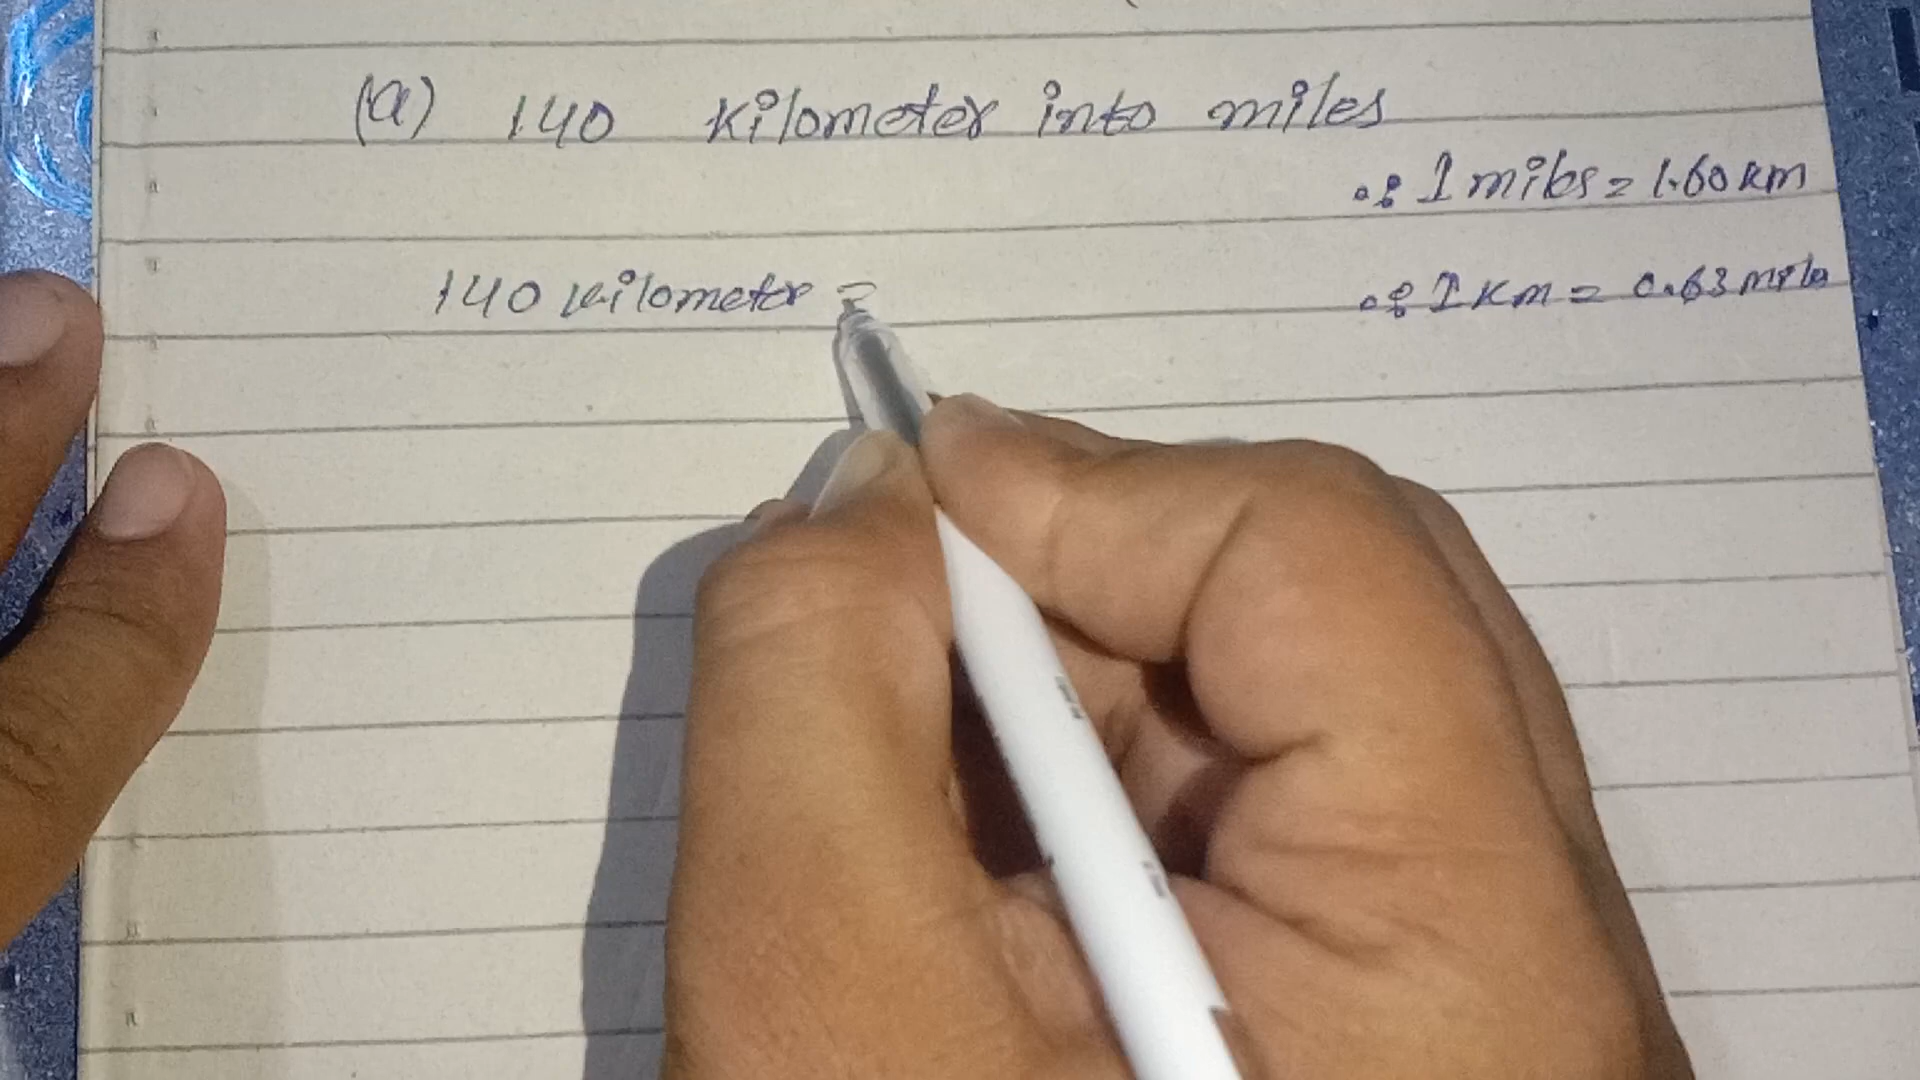 (a) 140 kilometer into miles
∵ 1 miles = 1.60 km
140 kilometer =
∵ 1 km = 0.63 mile